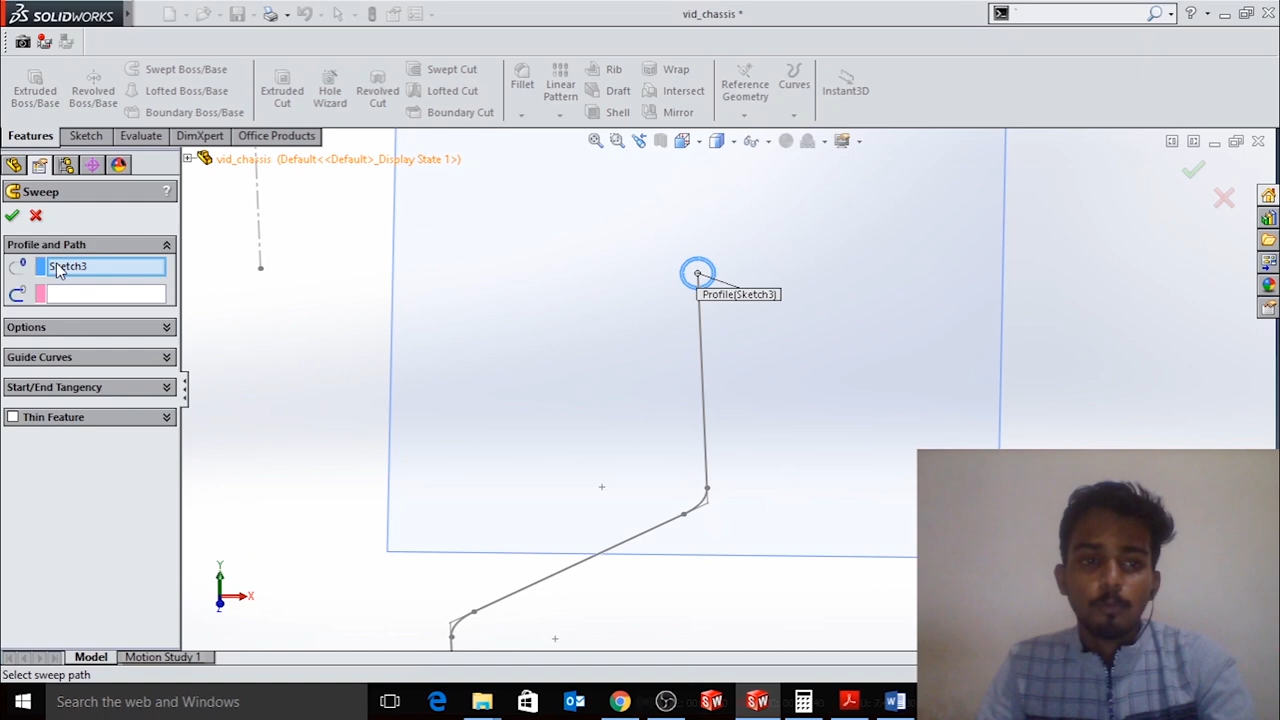 SOLIDWORKS
vid_chassis *
Extruded Boss/Base
Revolved Boss/Base
Swept Boss/Base
Lofted Boss/Base
Boundary Boss/Base
Extruded Cut
Hole Wizard
Revolved Cut
Swept Cut
Lofted Cut
Boundary Cut
Fillet
Linear Pattern
Rib
Draft
Shell
Wrap
Intersect
Mirror
Reference Geometry
Curves
Instant3D
Features
Sketch
Evaluate
DimXpert
Office Products
vid_chassis (Default<<Default>_Display State 1>)
Sweep
?
Profile and Path
Sketch3
Options
Guide Curves
Start/End Tangency
Thin Feature
Profile(Sketch3)
Y
X
Z
Model
Motion Study 1
Select sweep path
Search the web and Windows